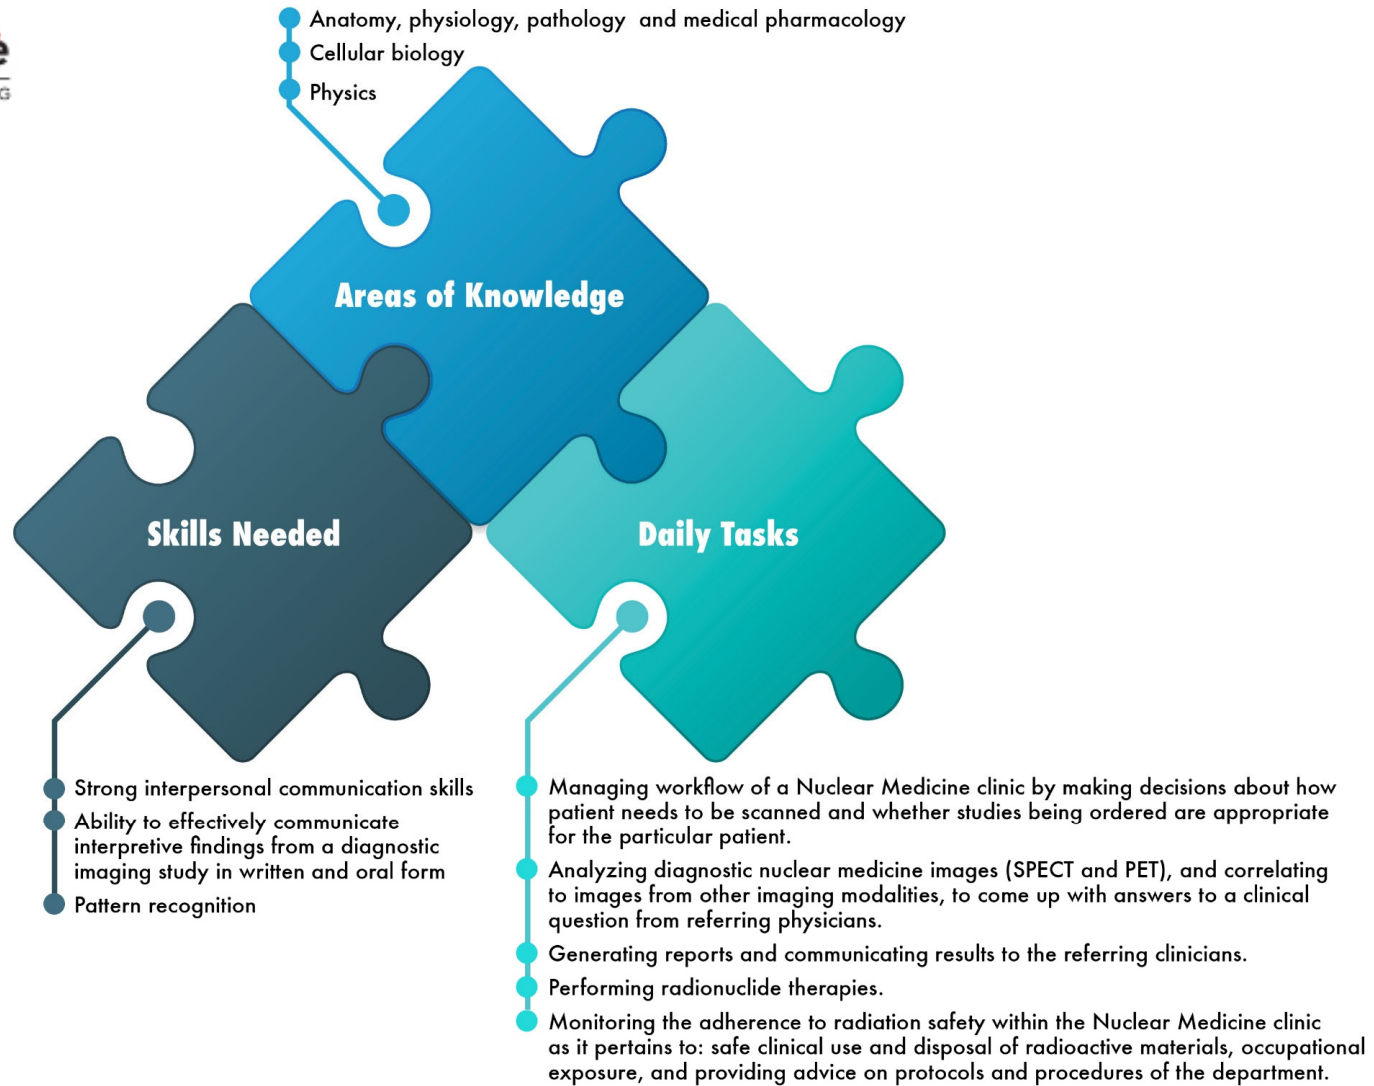 Anatomy, physiology, pathology and medical pharmacology
Cellular biology
Physics
Areas of Knowledge
Skills Needed
Daily Tasks
Strong interpersonal communication skills
Ability to effectively communicate
interpretive findings from a diagnostic
imaging study in written and oral form
Pattern recognition
Managing workflow of a Nuclear Medicine clinic by making decisions about how
patient needs to be scanned and whether studies being ordered are appropriate
for the particular patient.
Analyzing diagnostic nuclear medicine images (SPECT and PET), and correlating
to images from other imaging modalities, to come up with answers to a clinical
question from referring physicians.
Generating reports and communicating results to the referring clinicians.
Performing radionuclide therapies.
Monitoring the adherence to radiation safety within the Nuclear Medicine clinic
as it pertains to: safe clinical use and disposal of radioactive materials, occupational
exposure, and providing advice on protocols and procedures of the department.